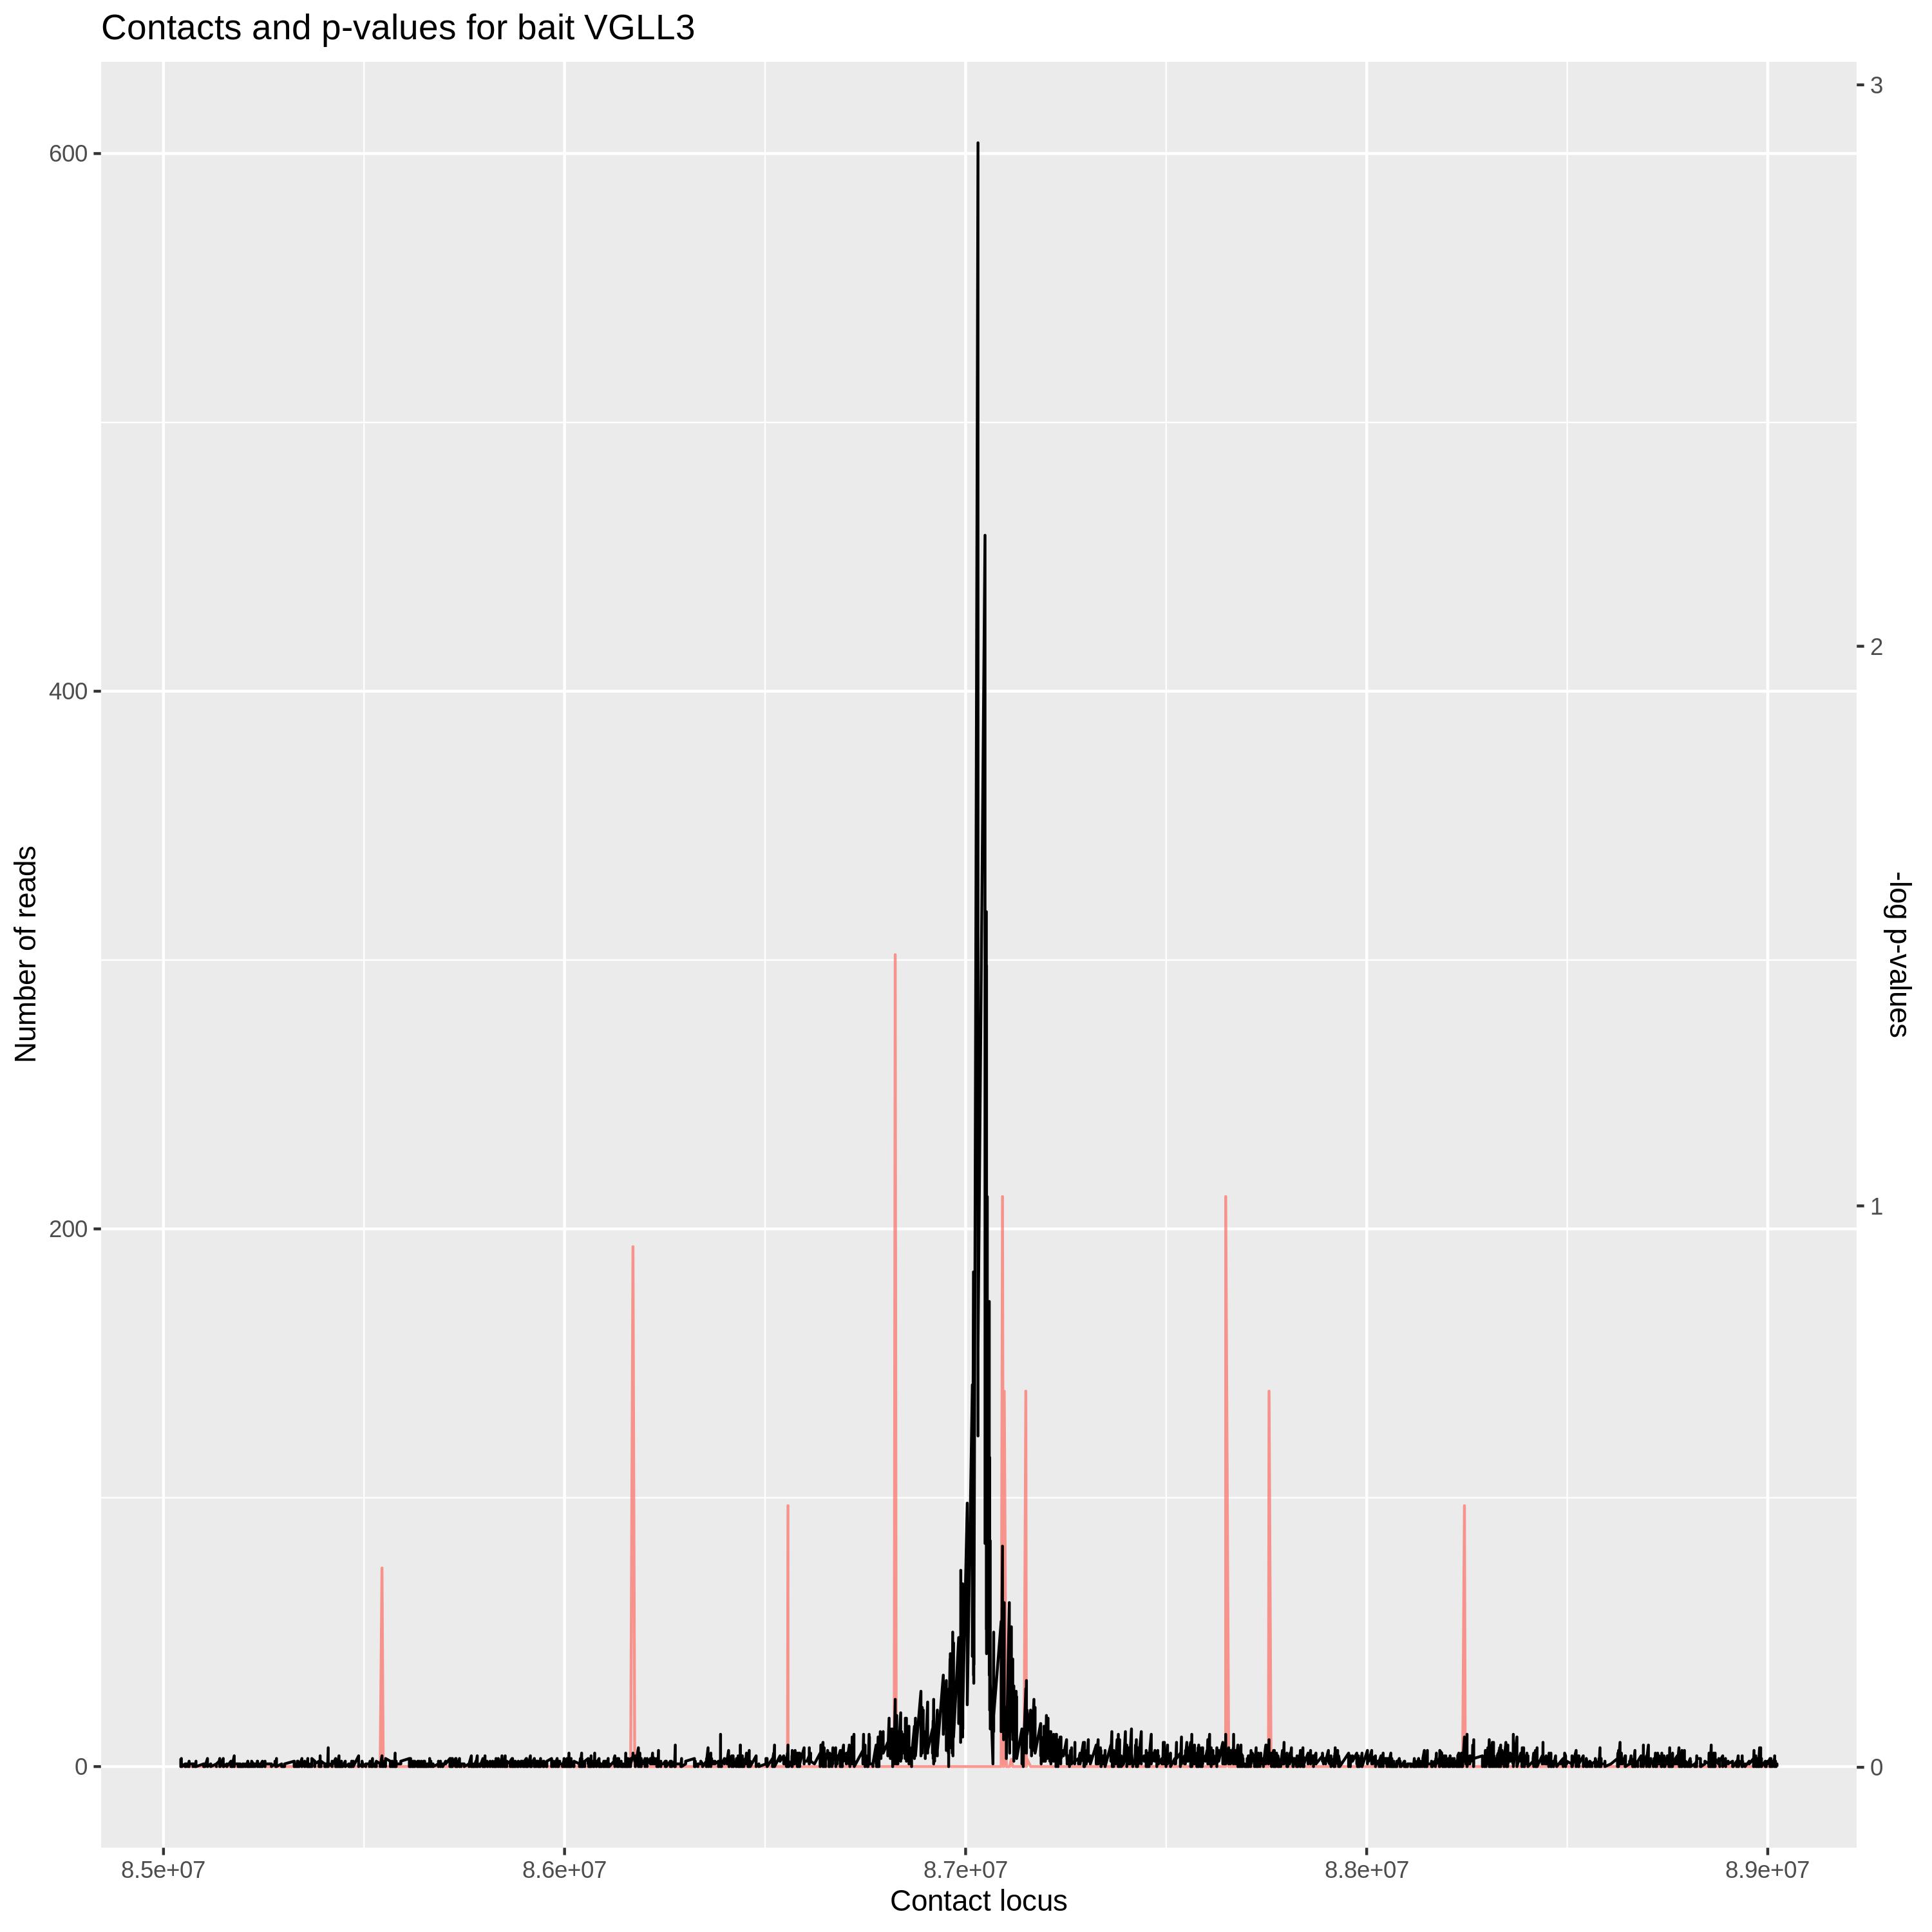 Contacts and p-values for bait VGLL3
600
400
200
0
Number of reads
3
2
1
0
-log p-values
8.5e+07
8.6e+07
8.7e+07
8.8e+07
8.9e+07
Contact locus